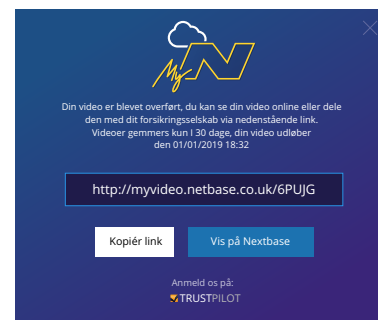 My N
Din video er blevet overført, du kan se din video online eller dele
den med dit forsikringsselskab via nedenstående link.
Videoer gemmers kun I 30 dage, din video udløber
den 01/01/2019 18:32
http://myvideo.netbase.co.uk/6PUJG
Kopiér link
Vis på Nextbase
Anmeld os på:
TRUSTPILOT